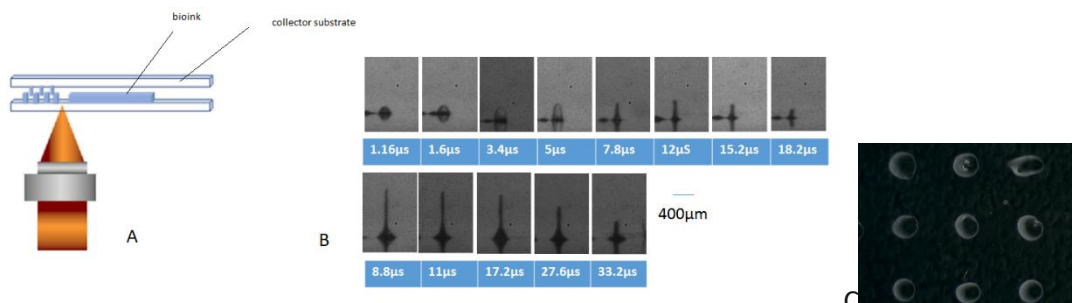 bioink
collector substrate
A
B
1.16µs
1.6µs
3.4µs
5µs
7.8µs
12µS
15.2µs
18.2µs
8.8µs
11µs
17.2µs
27.6µs
33.2µs
400µm
C